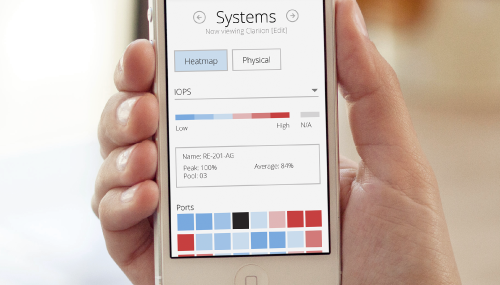 Systems
Now viewing Clarion [Edit]
Heatmap Physical
IOPS
Low High N/A
Name: RE-201-AG
Peak: 100% Average: 84%
Pool: 03
Ports